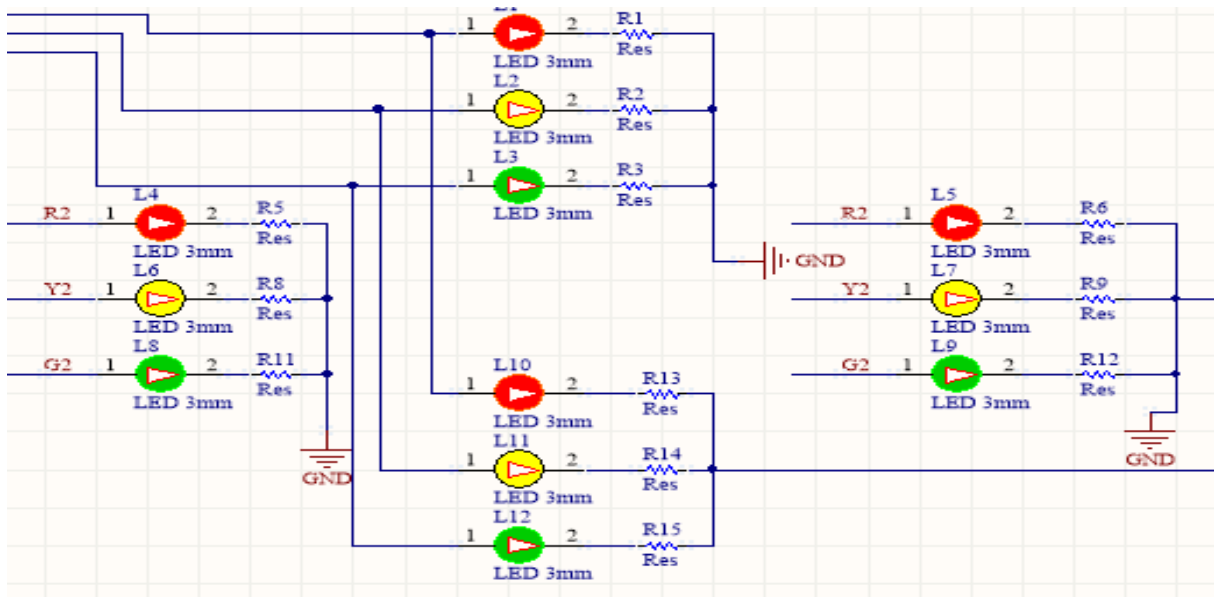 L1
1 2 R1
Res
LED 3mm
L2
1 2 R2
Res
LED 3mm
L3
1 2 R3
Res
LED 3mm
GND
L4
R2 1 2 R5
Res
LED 3mm
L6
Y2 1 2 R8
Res
LED 3mm
L8
G2 1 2 R11
Res
LED 3mm
GND
L5
R2 1 2 R6
Res
LED 3mm
L7
Y2 1 2 R9
Res
LED 3mm
L9
G2 1 2 R12
Res
LED 3mm
GND
L10
1 2 R13
Res
LED 3mm
L11
1 2 R14
Res
LED 3mm
L12
1 2 R15
Res
LED 3mm